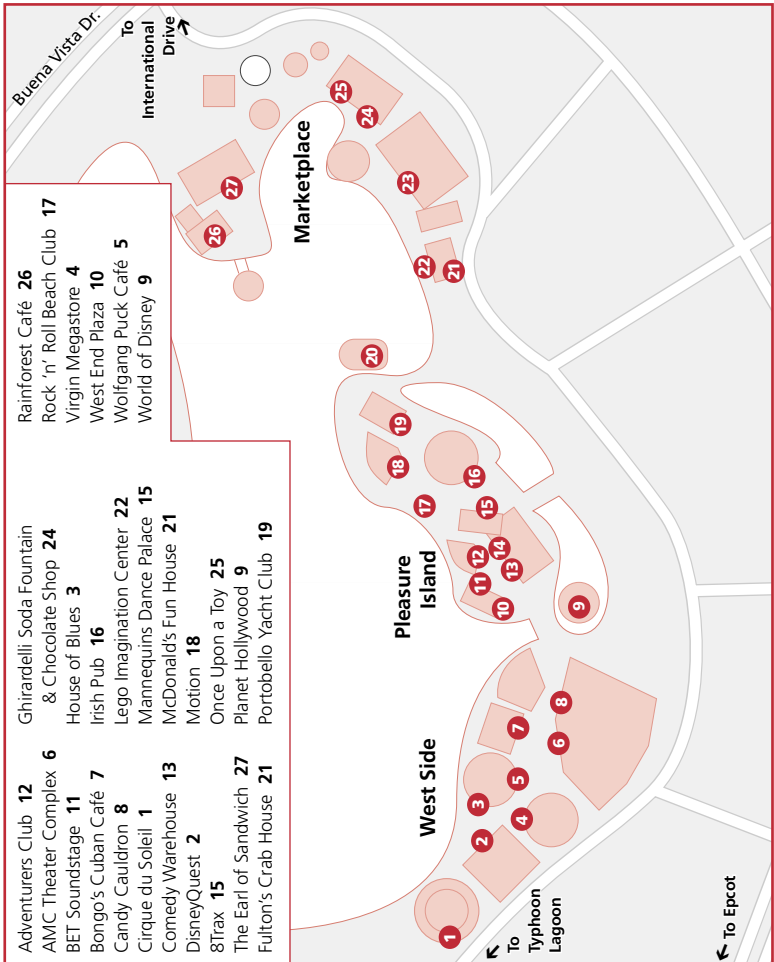 Adventurers Club 12
AMC Theater Complex 6
BET Soundstage 11
Bongo's Cuban Café 7
Candy Cauldron 8
Cirque du Soleil 1
Comedy Warehouse 13
DisneyQuest 2
8Trax 15
The Earl of Sandwich 27
Fulton's Crab House 21
Ghirardelli Soda Fountain
& Chocolate Shop 24
House of Blues 3
Irish Pub 16
Lego Imagination Center 22
Mannequins Dance Palace 15
McDonald's Fun House 21
Motion 18
Once Upon a Toy 25
Planet Hollywood 9
Portobello Yacht Club 19
Rainforest Café 26
Rock 'n' Roll Beach Club 17
Virgin Megastore 4
West End Plaza 10
Wolfgang Puck Café 5
World of Disney 9
Buena Vista Dr.
To
International
Drive
Marketplace
Pleasure
Island
West Side
To
Typhoon
Lagoon
To Epcot
1
2
3
4
5
6
7
8
9
10
11
12
13
14
15
16
17
18
19
20
21
22
23
24
25
26
27